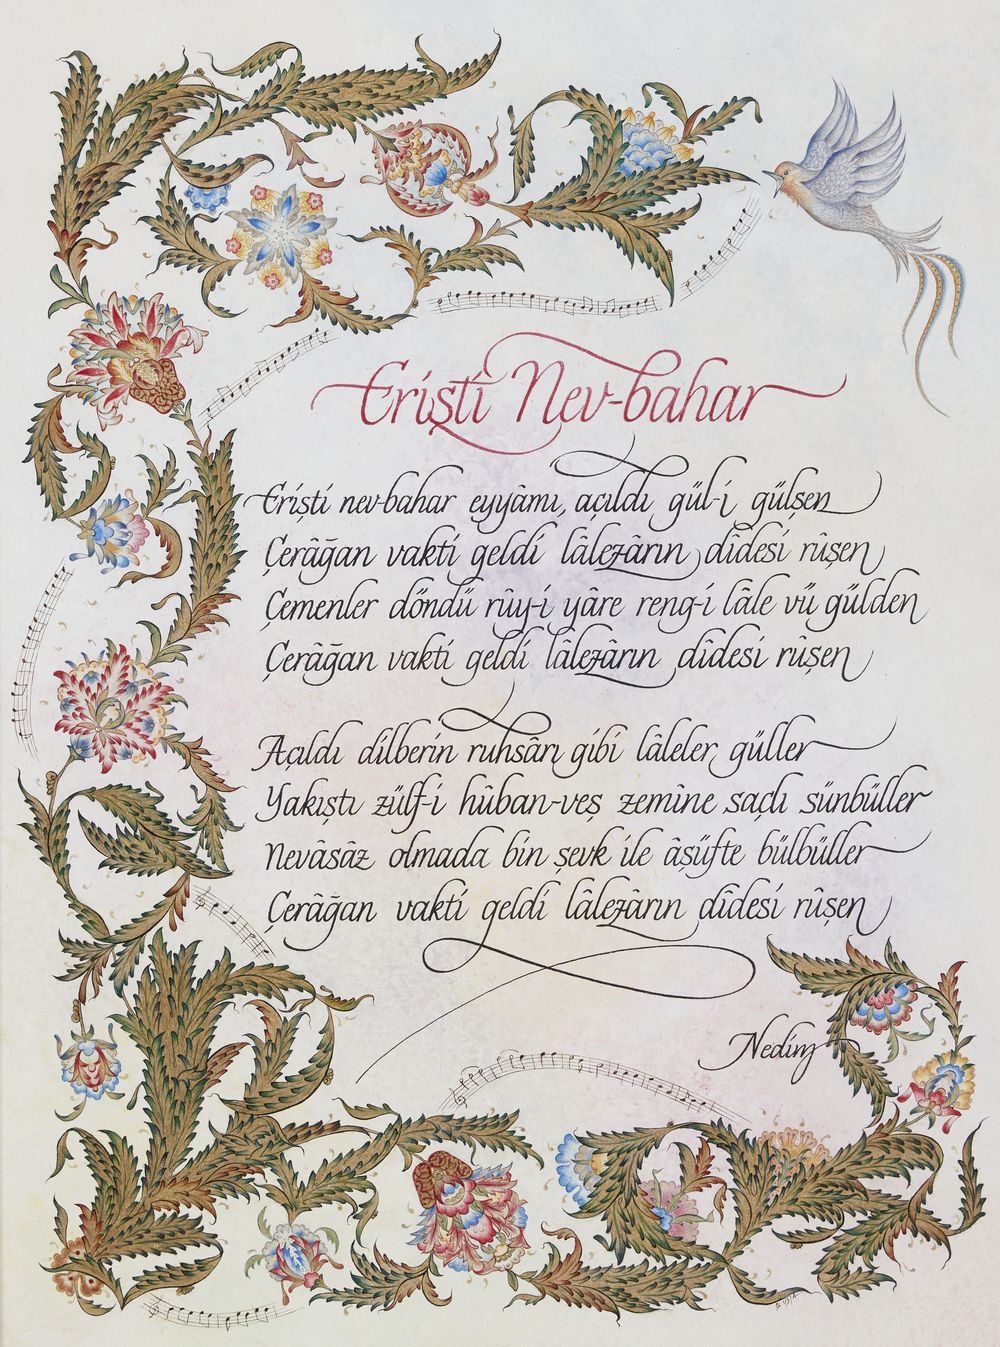 Erişti Nev-bahar
Erişti nev-bahar eyyâmı, açıldı gül-i gülşen
Çerâğan vakti geldi lâlezârın dîdesi rûşen
Çemenler döndü rûy-i yâre reng-i lâle vü gülden
Çerâğan vakti geldi lâlezârın dîdesi rûşen
Açıldı dilberin ruhsârı gibi lâleler güller
Yakıştı zülf-i hûban-veş zemîne saçlı sünbüller
Nevâsâz olmada bin şevk ile âşüfte bülbüller
Çerâğan vakti geldi lâlezârın dîdesi rûşen
Nedim